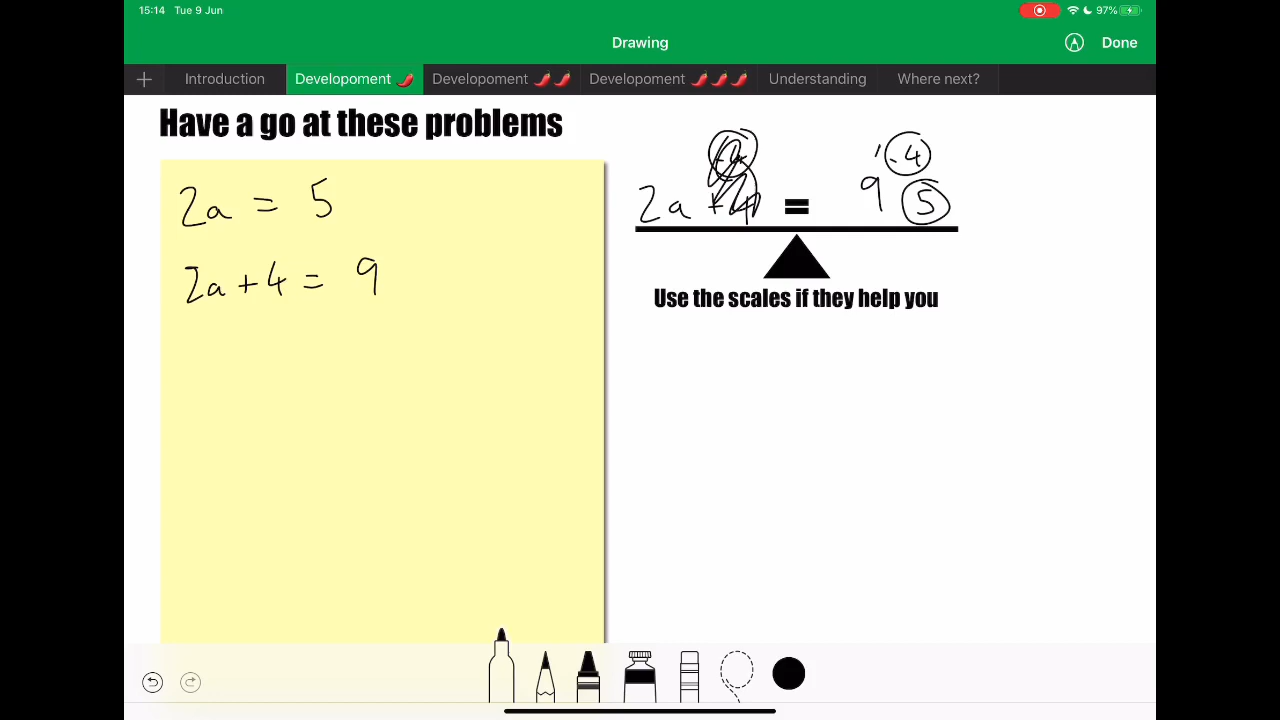 15:14 Tue 9 Jun 97%
Drawing Done
Introduction Developoment 🌶️ Developoment 🌶️🌶️ Developoment 🌶️🌶️🌶️ Understanding Where next?
Have a go at these problems
2a = 5
2a + 4 = 9
-4
2a +4 = 9 5
Use the scales if they help you